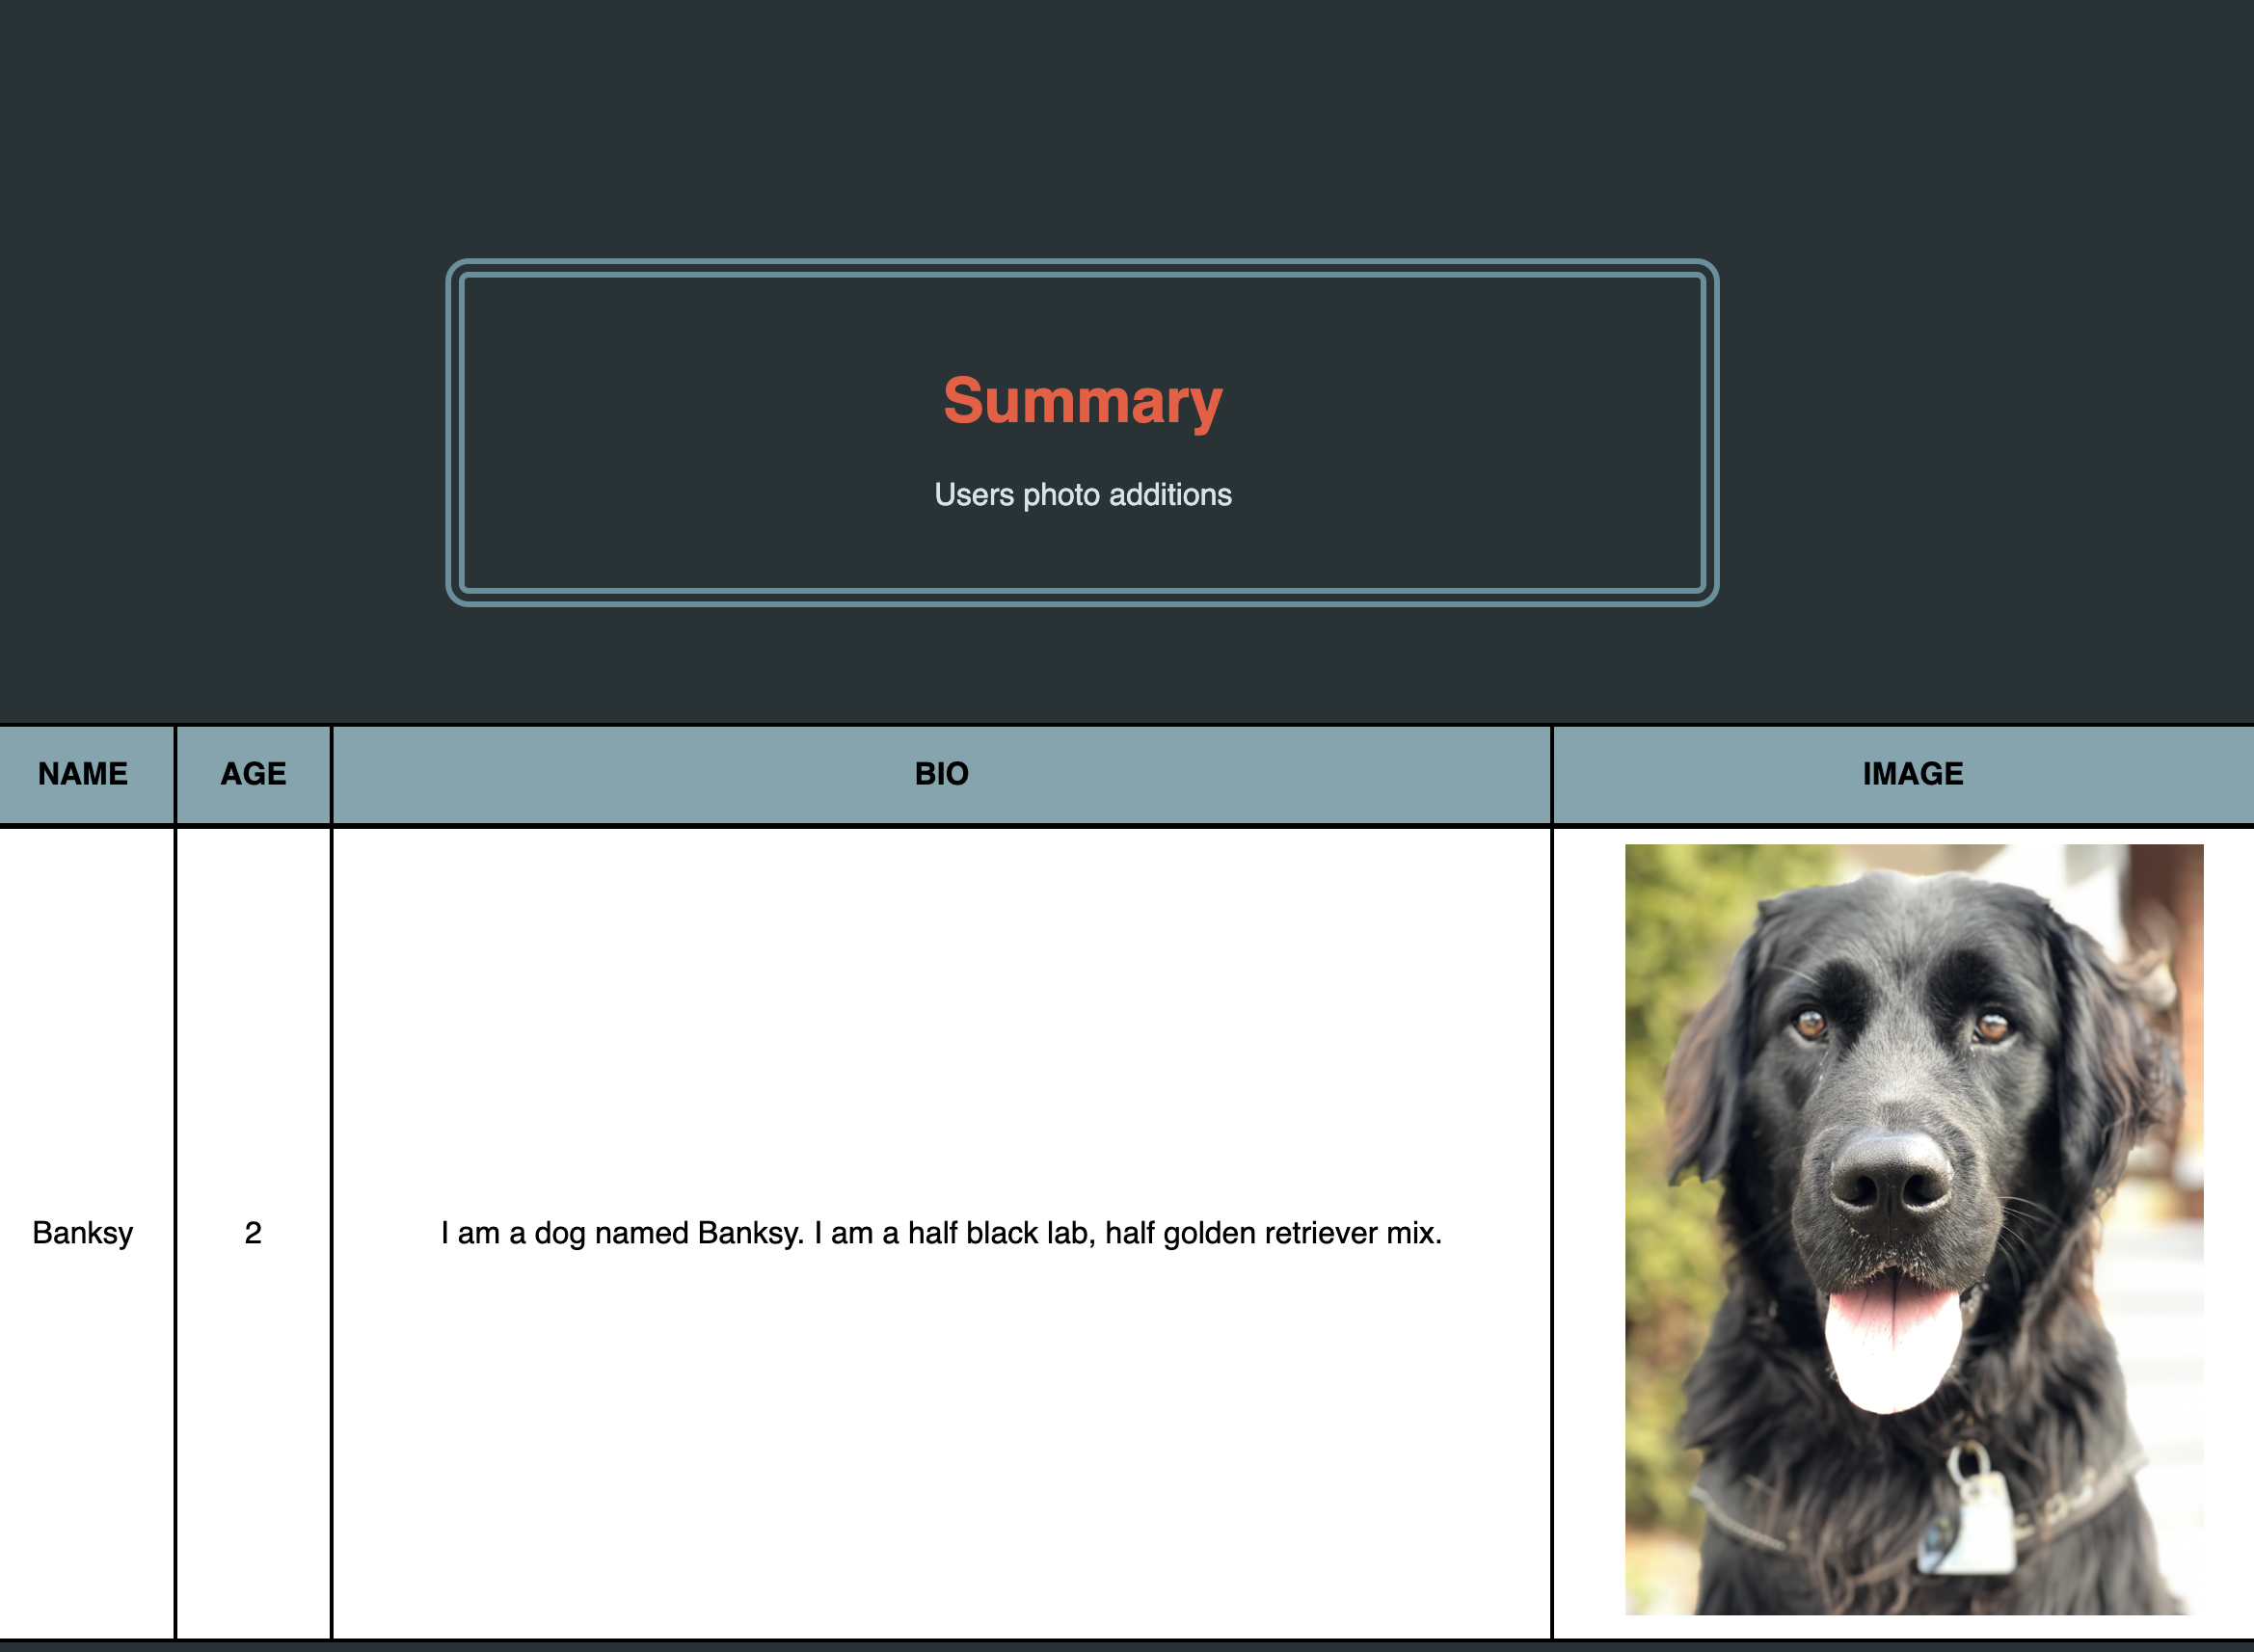 Summary
Users photo additions
NAME AGE BIO IMAGE
Banksy 2 I am a dog named Banksy. I am a half black lab, half golden retriever mix.